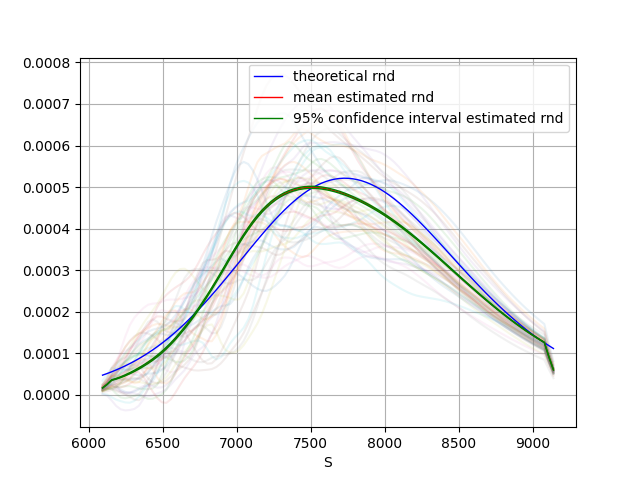 0.0008
0.0007
0.0006
0.0005
0.0004
0.0003
0.0002
0.0001
0.0000
theoretical rnd
mean estimated rnd
95% confidence interval estimated rnd
6000 6500 7000 7500 8000 8500 9000
S